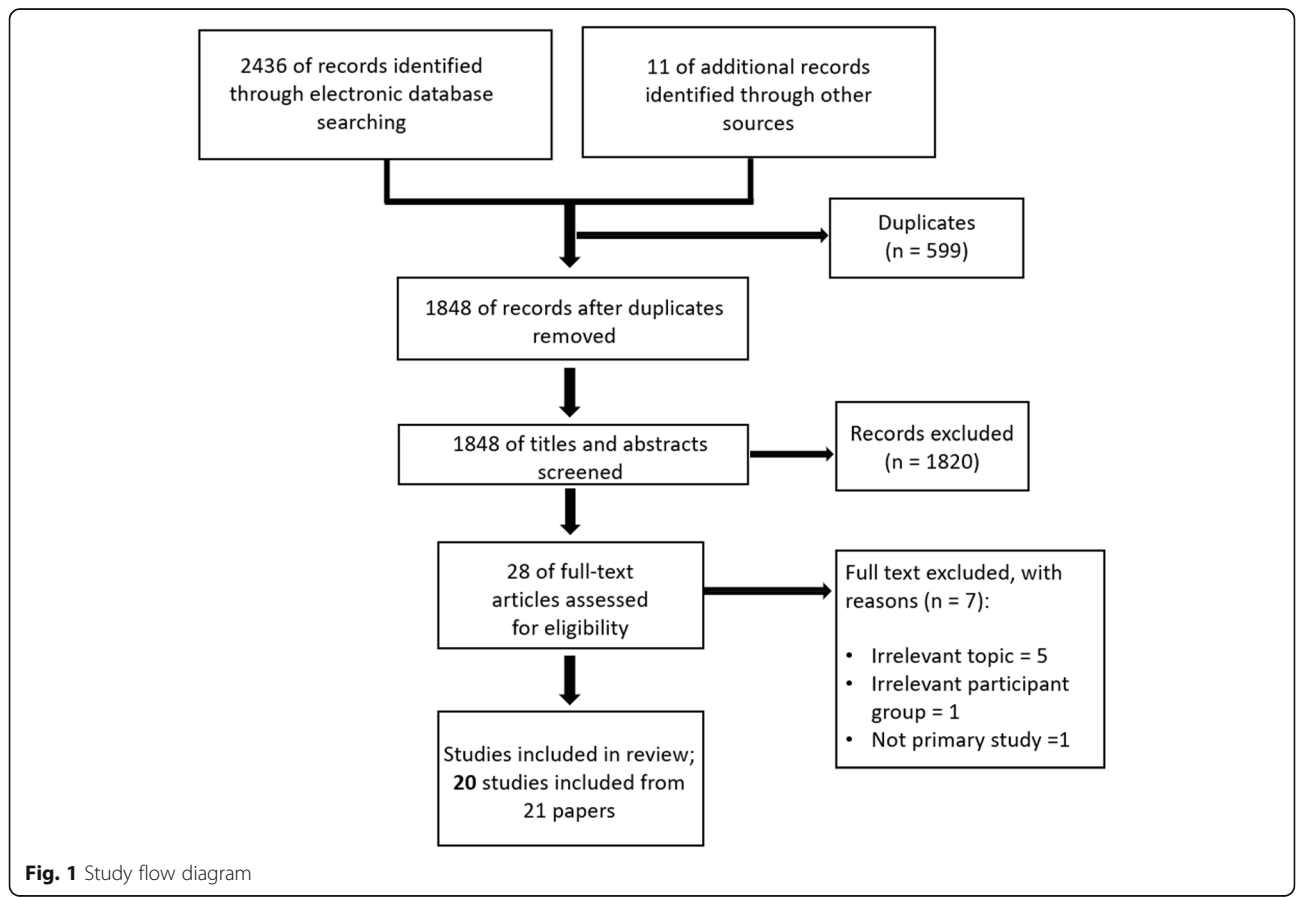 2436 of records identified
through electronic database
searching
11 of additional records
identified through other
sources
Duplicates
(n = 599)
1848 of records after duplicates
removed
1848 of titles and abstracts
screened
Records excluded
(n = 1820)
28 of full-text
articles assessed
for eligibility
Full text excluded, with
reasons (n = 7):
• Irrelevant topic = 5
• Irrelevant participant
group = 1
• Not primary study =1
Studies included in review;
20 studies included from
21 papers
Fig. 1 Study flow diagram